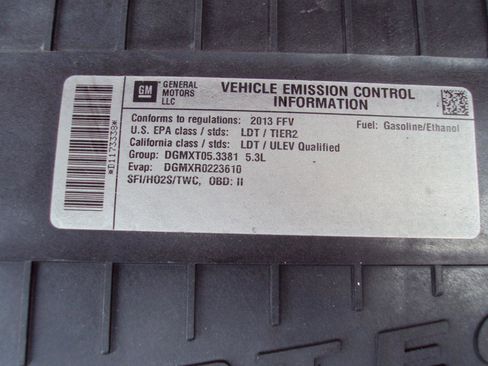 GM
GENERAL
MOTORS
LLC
VEHICLE EMISSION CONTROL
INFORMATION
Conforms to regulations: 2013 FFV
Fuel: Gasoline/Ethanol
U.S. EPA class / stds: LDT / TIER2
California class / stds: LDT / ULEV Qualified
Group: DGMXT05.3381 5.3L
Evap: DGMXR0223610
SFI/HO2S/TWC, OBD: II
*D1173338*